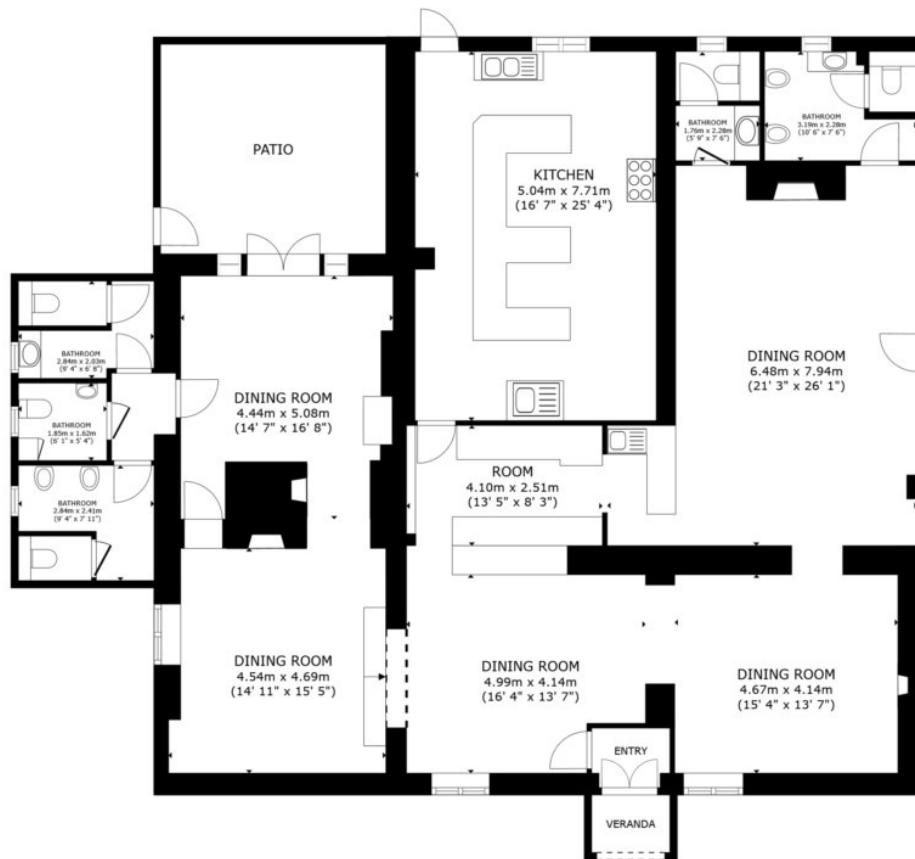 PATIO
KITCHEN
5.04m x 7.71m
(16' 7" x 25' 4")
BATHROOM
1.76m x 2.28m
(5' 9" x 7' 6")
BATHROOM
3.19m x 2.28m
(10' 6" x 7' 6")
BATHROOM
2.84m x 2.03m
(9' 4" x 6' 8")
BATHROOM
1.85m x 1.62m
(6' 1" x 5' 4")
BATHROOM
2.84m x 2.41m
(9' 4" x 7' 11")
DINING ROOM
4.44m x 5.08m
(14' 7" x 16' 8")
DINING ROOM
6.48m x 7.94m
(21' 3" x 26' 1")
ROOM
4.10m x 2.51m
(13' 5" x 8' 3")
DINING ROOM
4.54m x 4.69m
(14' 11" x 15' 5")
DINING ROOM
4.99m x 4.14m
(16' 4" x 13' 7")
DINING ROOM
4.67m x 4.14m
(15' 4" x 13' 7")
ENTRY
VERANDA